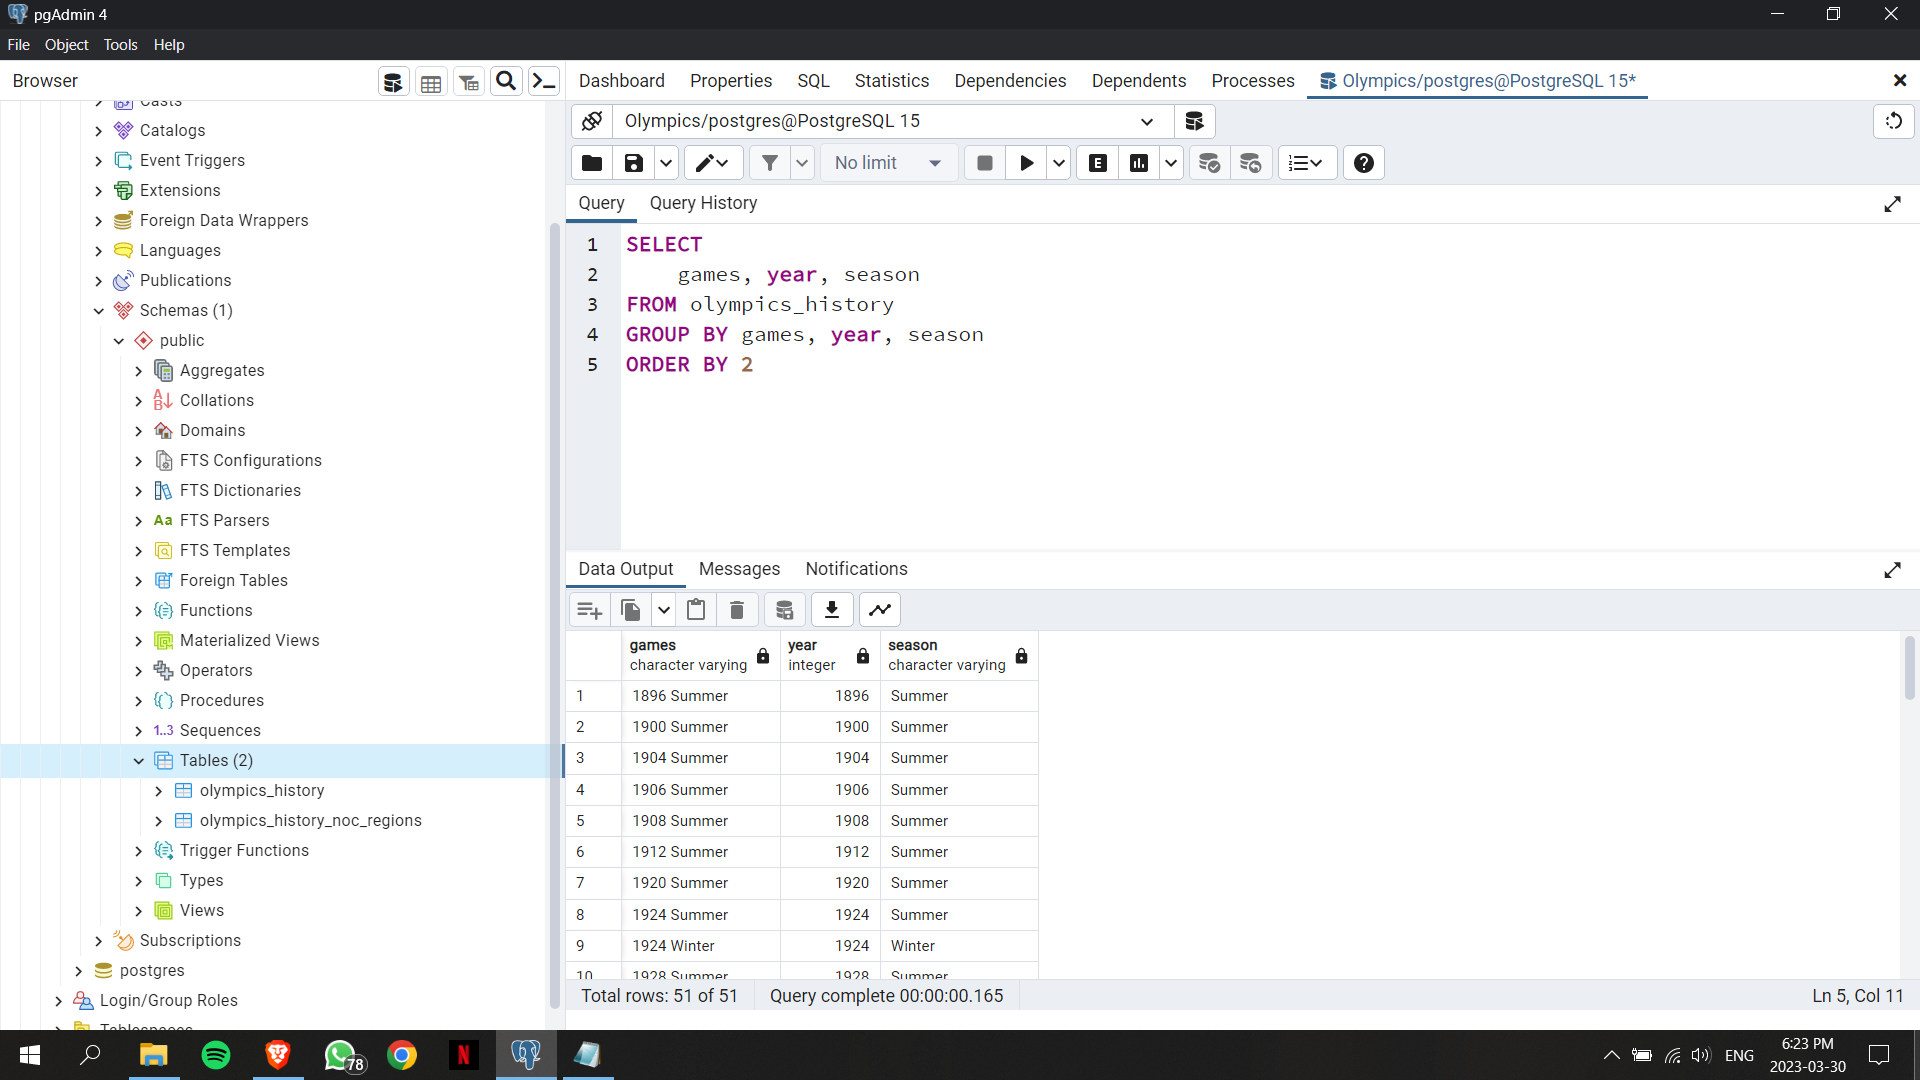 pgAdmin 4
File Object Tools Help
Browser
Dashboard Properties SQL Statistics Dependencies Dependents Processes Olympics/postgres@PostgreSQL 15*
Casts
Catalogs
Event Triggers
Extensions
Foreign Data Wrappers
Languages
Publications
Schemas (1)
public
Aggregates
Collations
Domains
FTS Configurations
FTS Dictionaries
Aa FTS Parsers
FTS Templates
Foreign Tables
Functions
Materialized Views
Operators
Procedures
1..3 Sequences
Tables (2)
olympics_history
olympics_history_noc_regions
Trigger Functions
Types
Views
Subscriptions
postgres
Login/Group Roles
Tablespaces
Olympics/postgres@PostgreSQL 15
No limit E
Query Query History
1 SELECT
2 games, year, season
3 FROM olympics_history
4 GROUP BY games, year, season
5 ORDER BY 2
Data Output Messages Notifications
games year season
character varying integer character varying
1 1896 Summer 1896 Summer
2 1900 Summer 1900 Summer
3 1904 Summer 1904 Summer
4 1906 Summer 1906 Summer
5 1908 Summer 1908 Summer
6 1912 Summer 1912 Summer
7 1920 Summer 1920 Summer
8 1924 Summer 1924 Summer
9 1924 Winter 1924 Winter
10 1928 Summer 1928 Summer
Total rows: 51 of 51 Query complete 00:00:00.165 Ln 5, Col 11
78 N ENG 6:23 PM
2023-03-30